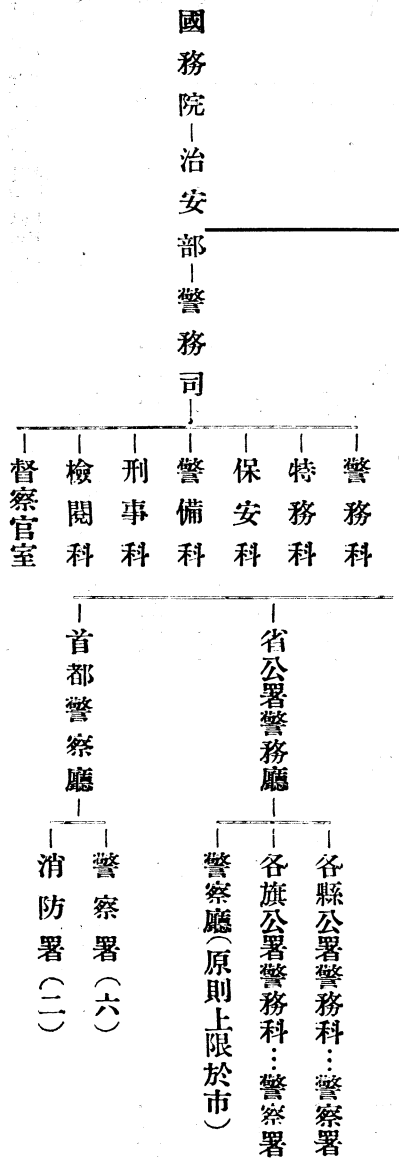 國務院—治安部—警務司
警務科
特務科
保安科
警備科
刑事科
檢閱科
督察官室
省公署警務廳
各縣公署警務科…警察署
各旗公署警務科…警察署
警察廳(原則上限於市)
首都警察廳
警察署(六)
消防署(二)